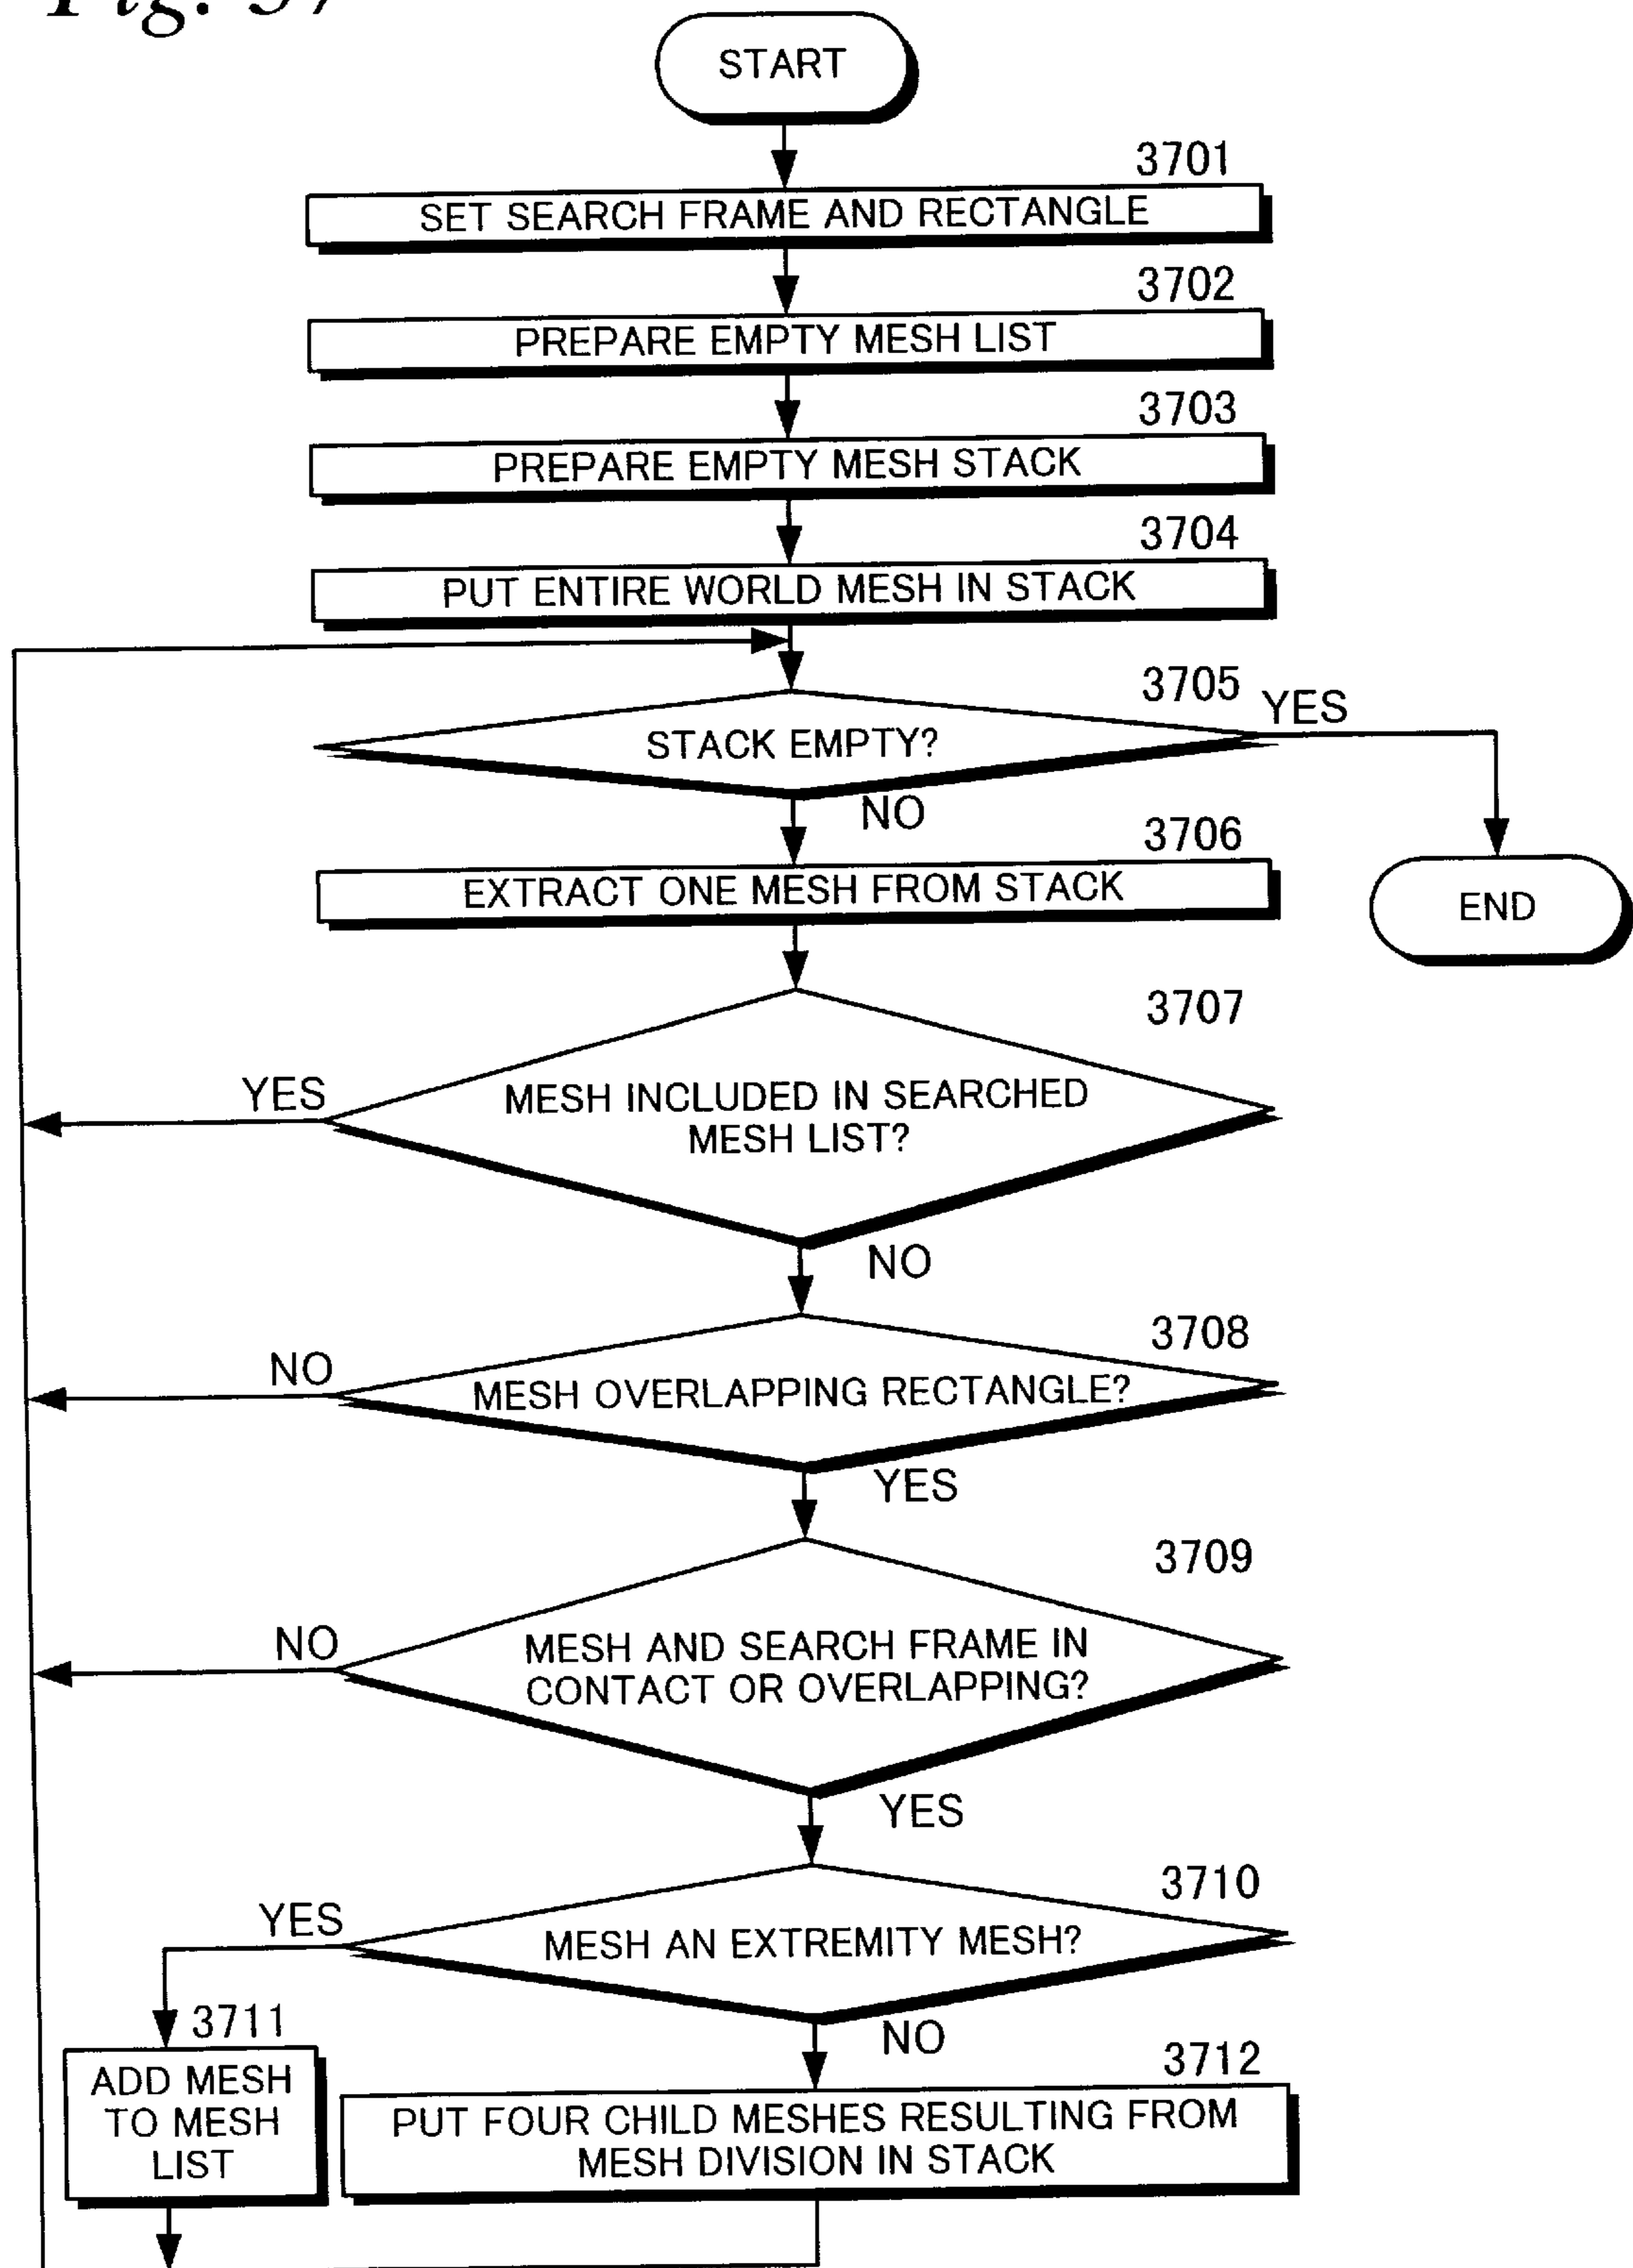 Fig. 37
START
3701
SET SEARCH FRAME AND RECTANGLE
3702
PREPARE EMPTY MESH LIST
3703
PREPARE EMPTY MESH STACK
3704
PUT ENTIRE WORLD MESH IN STACK
3705
YES
STACK EMPTY?
NO
3706
EXTRACT ONE MESH FROM STACK
END
3707
YES
MESH INCLUDED IN SEARCHED
MESH LIST?
NO
3708
NO
MESH OVERLAPPING RECTANGLE?
YES
3709
NO
MESH AND SEARCH FRAME IN
CONTACT OR OVERLAPPING?
YES
3710
YES
MESH AN EXTREMITY MESH?
NO
3711
ADD MESH
TO MESH
LIST
3712
PUT FOUR CHILD MESHES RESULTING FROM
MESH DIVISION IN STACK